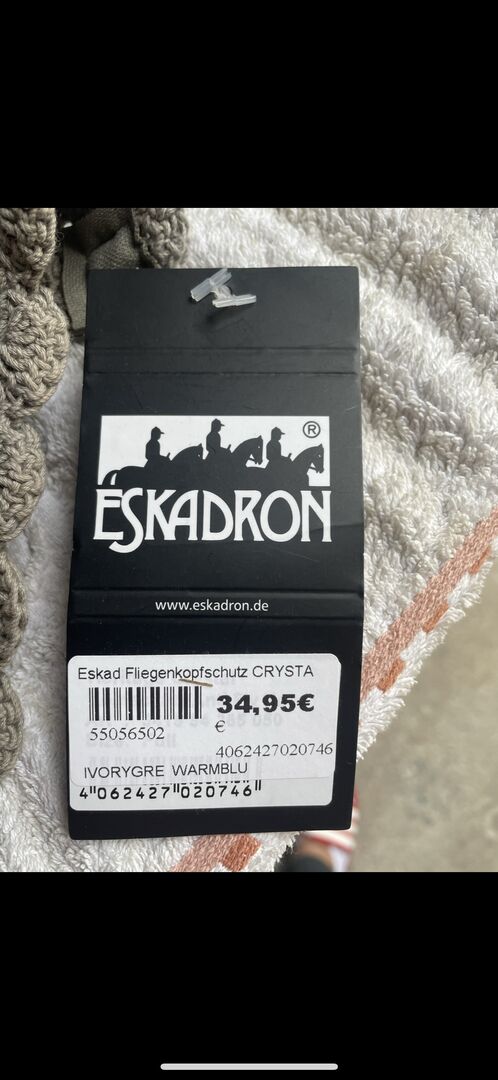 ®
ESKADRON
www.eskadron.de
Eskad Fliegenkopfschutz CRYSTA
34,95€
€
55056502
4062427020746
IVORYGRE WARMBLU
4"062427"020746"